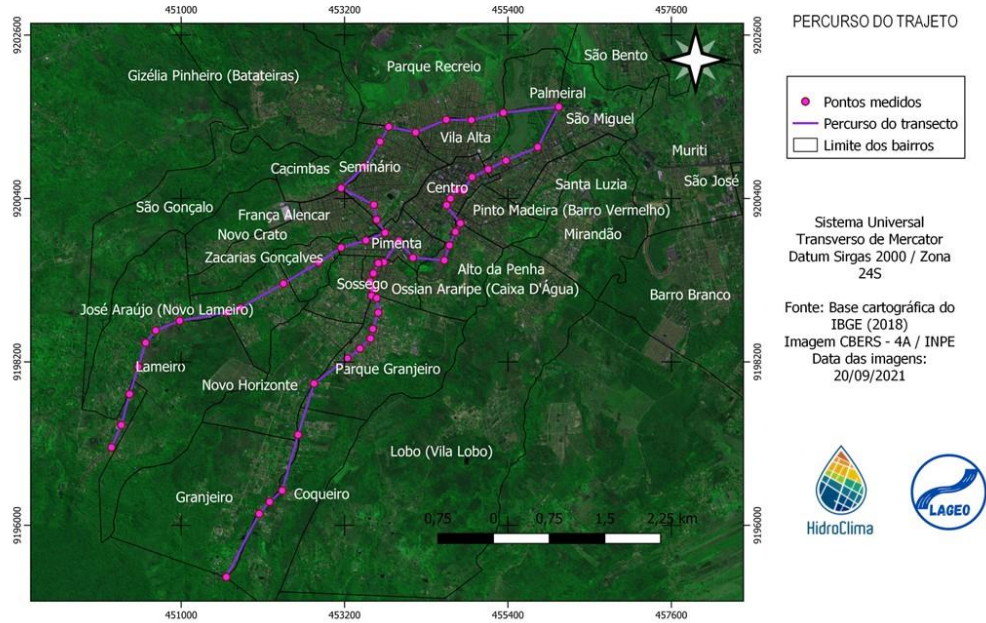 451000 453200 455400 457600
PERCURSO DO TRAJETO
9202600
9202600
São Bento
Parque Recreio
Gizélia Pinheiro (Batateiras)
Palmeiral
São Miguel
Pontos medidos
Percurso do transecto
Limite dos bairros
Vila Alta
Muriti
Cacimbas
Seminário
São José
9200400
9200400
Centro
Santa Luzia
São Gonçalo
França Alencar
Pinto Madeira (Barro Vermelho)
Novo Crato
Mirandão
Pimenta
Zacarias Gonçalves
Alto da Penha
Sossego
Ossian Araripe (Caixa D'Água)
Barro Branco
José Araújo (Novo Lameiro)
Sistema Universal
Transverso de Mercator
Datum Sirgas 2000 / Zona
24S
Fonte: Base cartográfica do
IBGE (2018)
Imagem CBERS - 4A / INPE
Data das imagens:
20/09/2021
9198200
9198200
Lameiro
Parque Granjeiro
Novo Horizonte
Lobo (Vila Lobo)
Granjeiro
Coqueiro
9196000
9196000
0,75 0 0,75 1,5 2,25 km
HidroClima
LAGEO
451000 453200 455400 457600